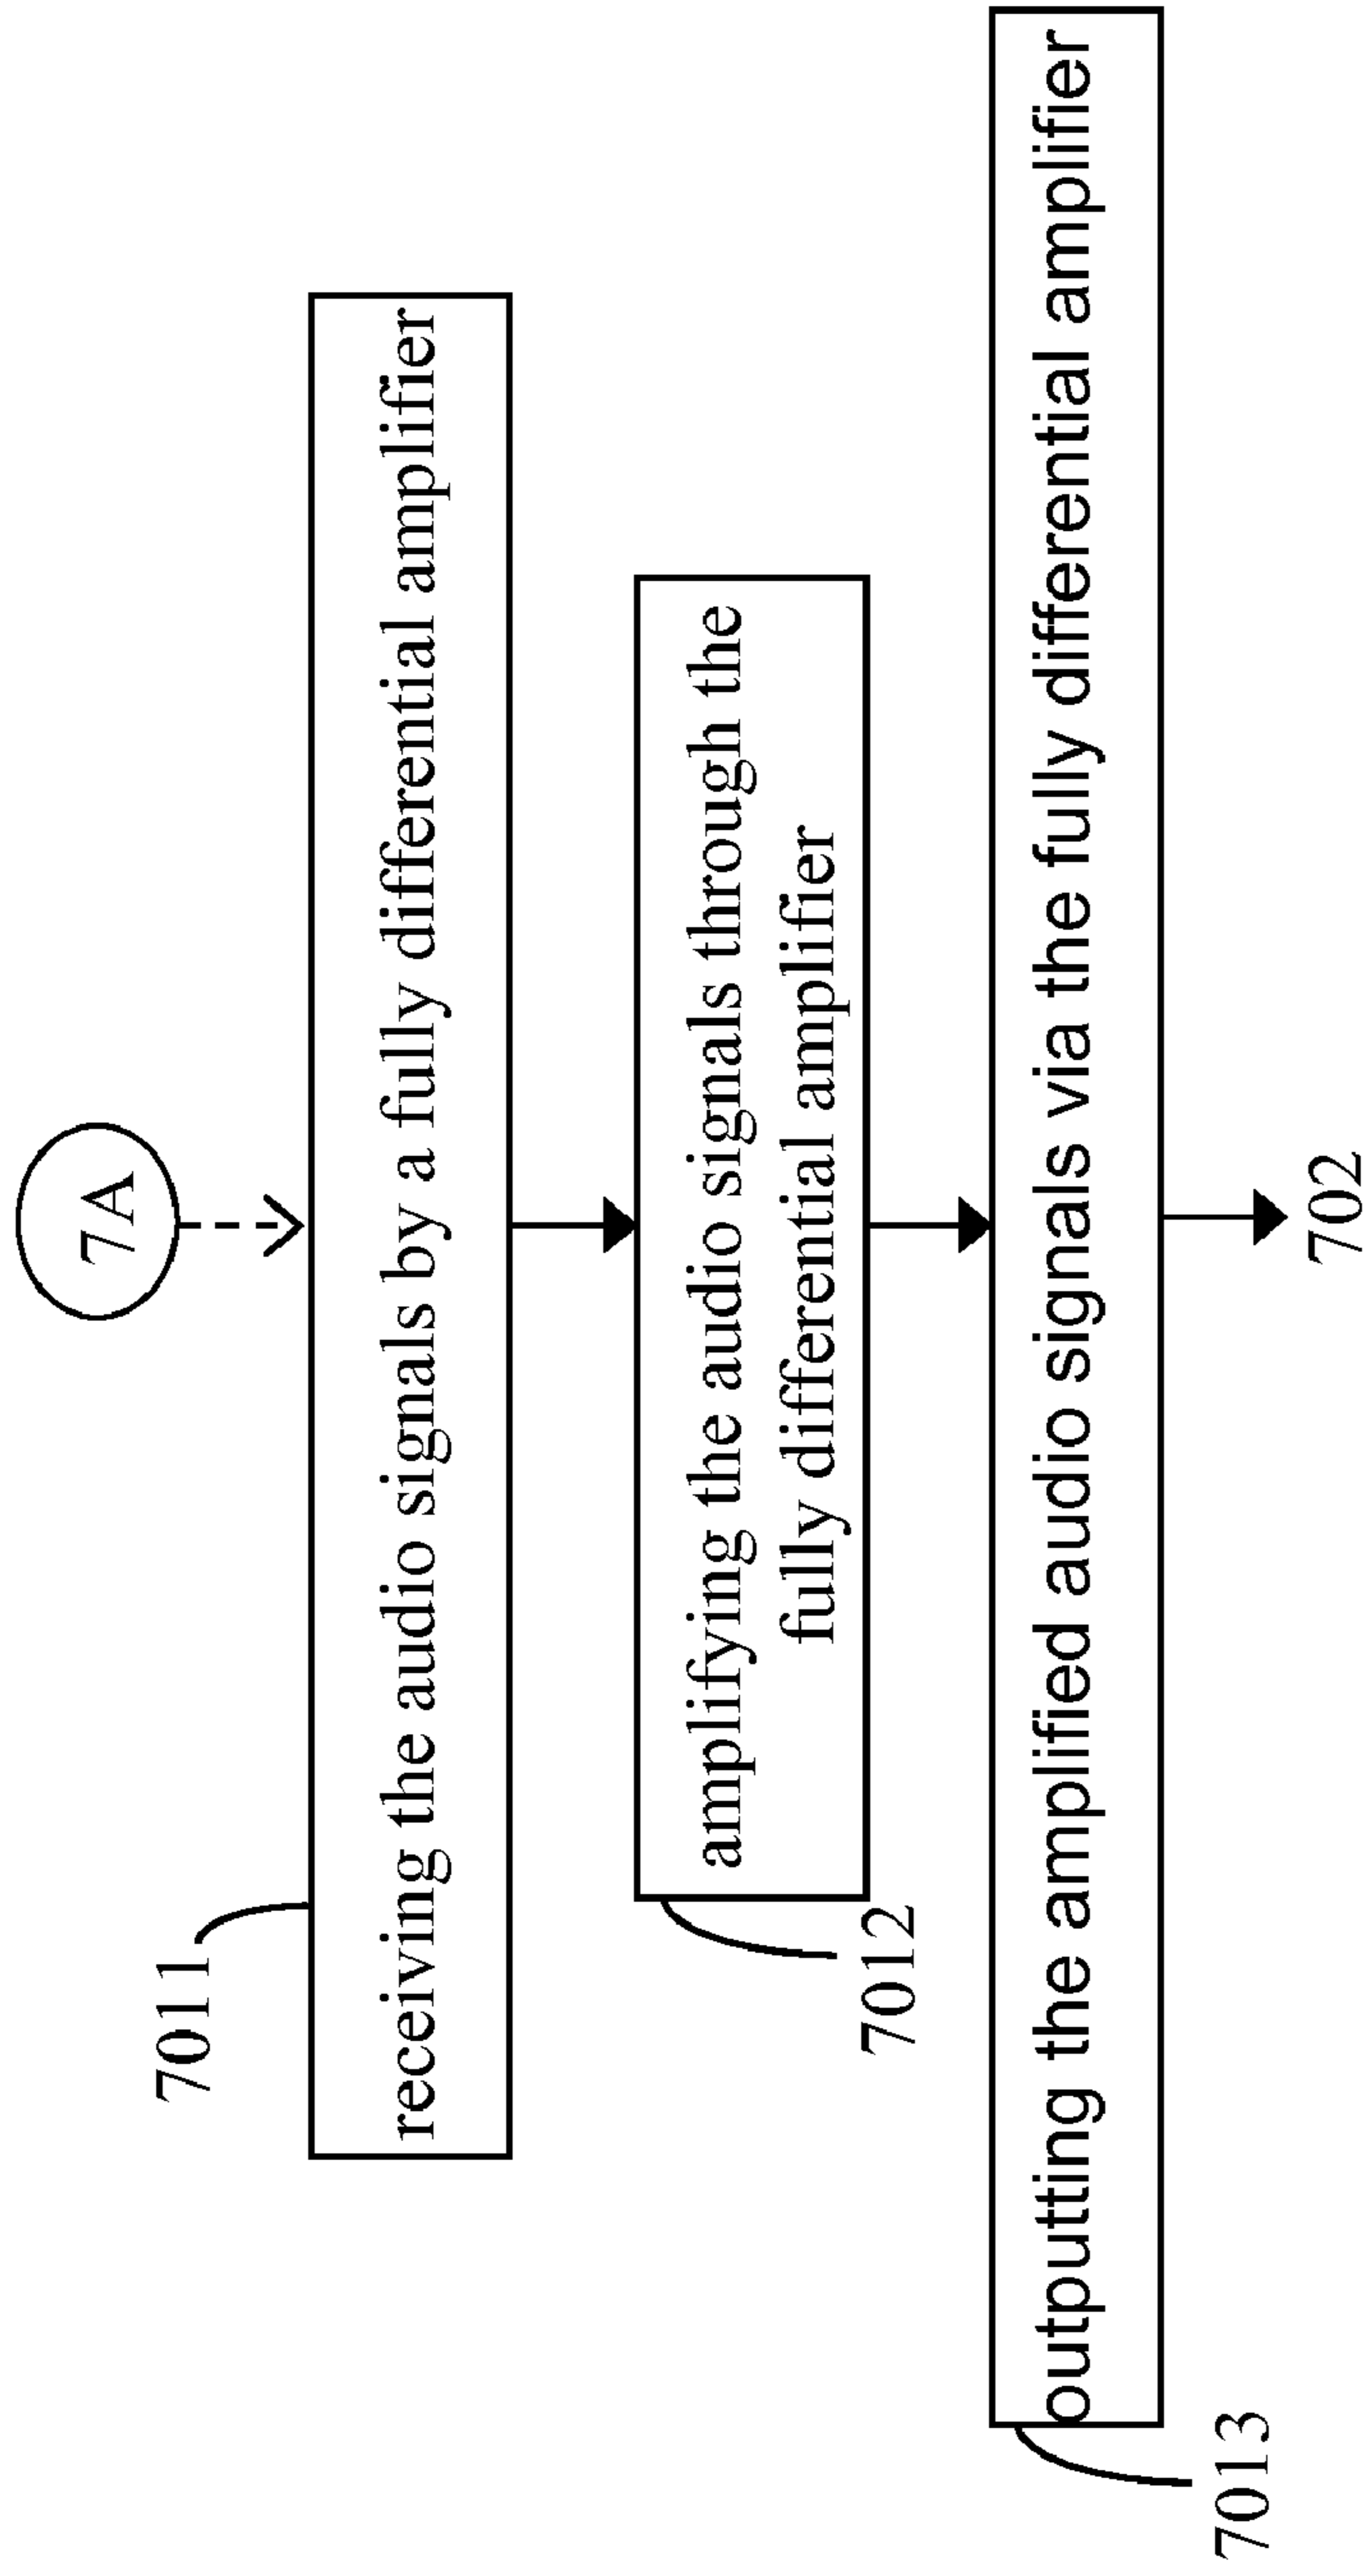 7A
7011
receiving the audio signals by a fully differential amplifier
7012
amplifying the audio signals through the
fully differential amplifier
7013
outputting the amplified audio signals via the fully differential amplifier
702